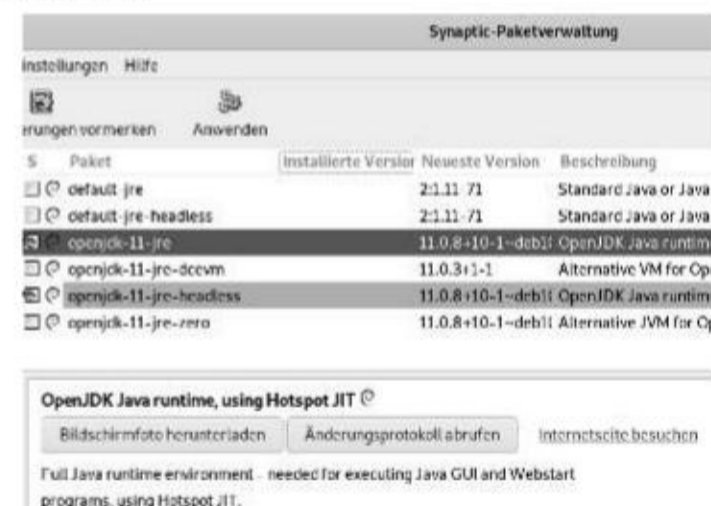 Synaptic-Paketverwaltung
instellungen Hilfe
erungen vormerken Anwenden
S Paket Installierte Version Neueste Version Beschreibung
default-jre 2:1.11-71 Standard Java or Java
default-jre-headless 2:1.11-71 Standard Java or Java
openjdk-11-jre 11.0.8+10-1~deb1 OpenJDK Java runtim
openjdk-11-jre-dcevm 11.0.3+1-1 Alternative VM for Op
openjdk-11-jre-headless 11.0.8+10-1~deb1 OpenJDK Java runtim
openjdk-11-jre-zero 11.0.8+10-1~deb1 Alternative JVM for Op
OpenJDK Java runtime, using Hotspot JIT
Bildschirmfoto herunterladen Änderungsprotokoll abrufen Internetseite besuchen
Full Java runtime environment - needed for executing Java GUI and Webstart
programs, using Hotspot JIT.